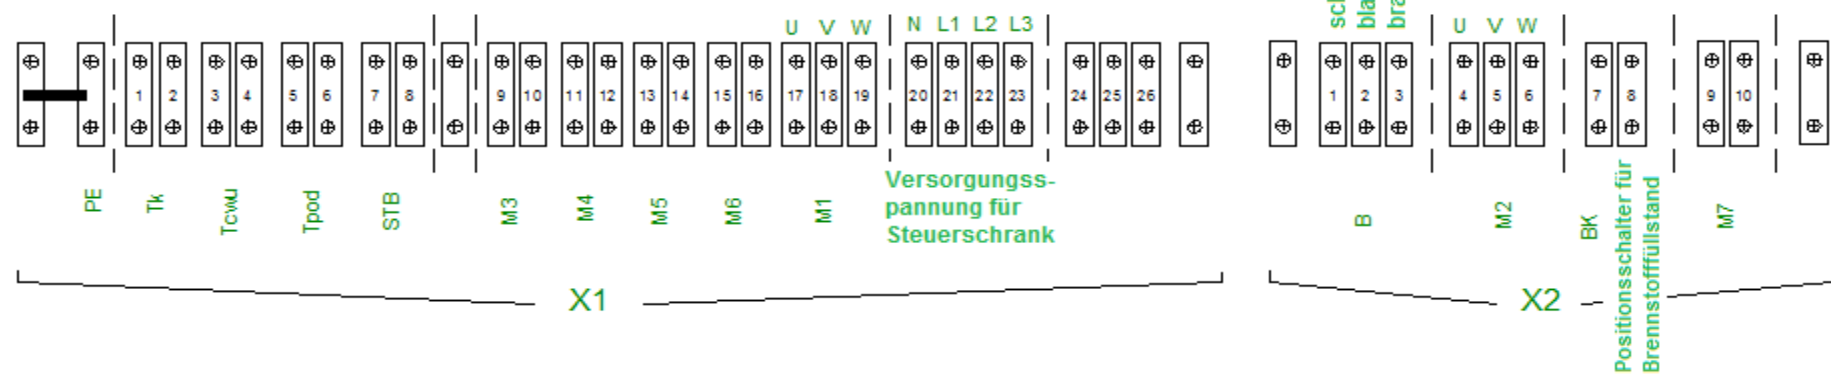 sch
bla
bra
U V W N L1 L2 L3 U V W
1 2 3 4 5 6 7 8 9 10 11 12 13 14 15 16 17 18 19 20 21 22 23 24 25 26 1 2 3 4 5 6 7 8 9 10
PE Tk Tcwu Tpod STB M3 M4 M5 M6 M1
Versorgungss-
pannung für
Steuerschrank
B M2 BK
Positionsschalter für
Brennstofffüllstand
M7
X1 X2